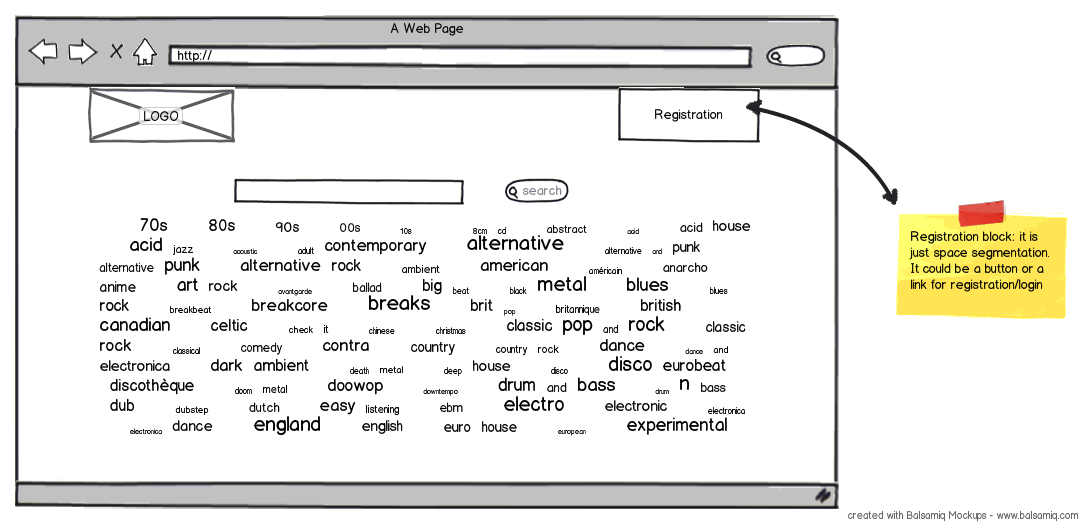 A Web Page
http://
LOGO
Registration
search
70s 80s 90s 00s 10s 8cm cd abstract acid acid house
acid jazz acoustic adult contemporary alternative alternative and punk
alternative punk alternative rock ambient american américain anarcho
anime art rock avantgarde ballad big beat black metal blues blues
rock breakbeat breakcore breaks brit pop britannique british
canadian celtic check it chinese christmas classic pop and rock classic
rock classical comedy contra country country rock dance dance and
electronica dark ambient death metal deep house disco disco eurobeat
discothèque doom metal doowop downtempo drum and bass drum n bass
dub dubstep dutch easy listening ebm electro electronic electronica
electronica dance england english euro house european experimental
Registration block: it is
just space segmentation.
It could be a button or a
link for registration/login
created with Balsamiq Mockups - www.balsamiq.com